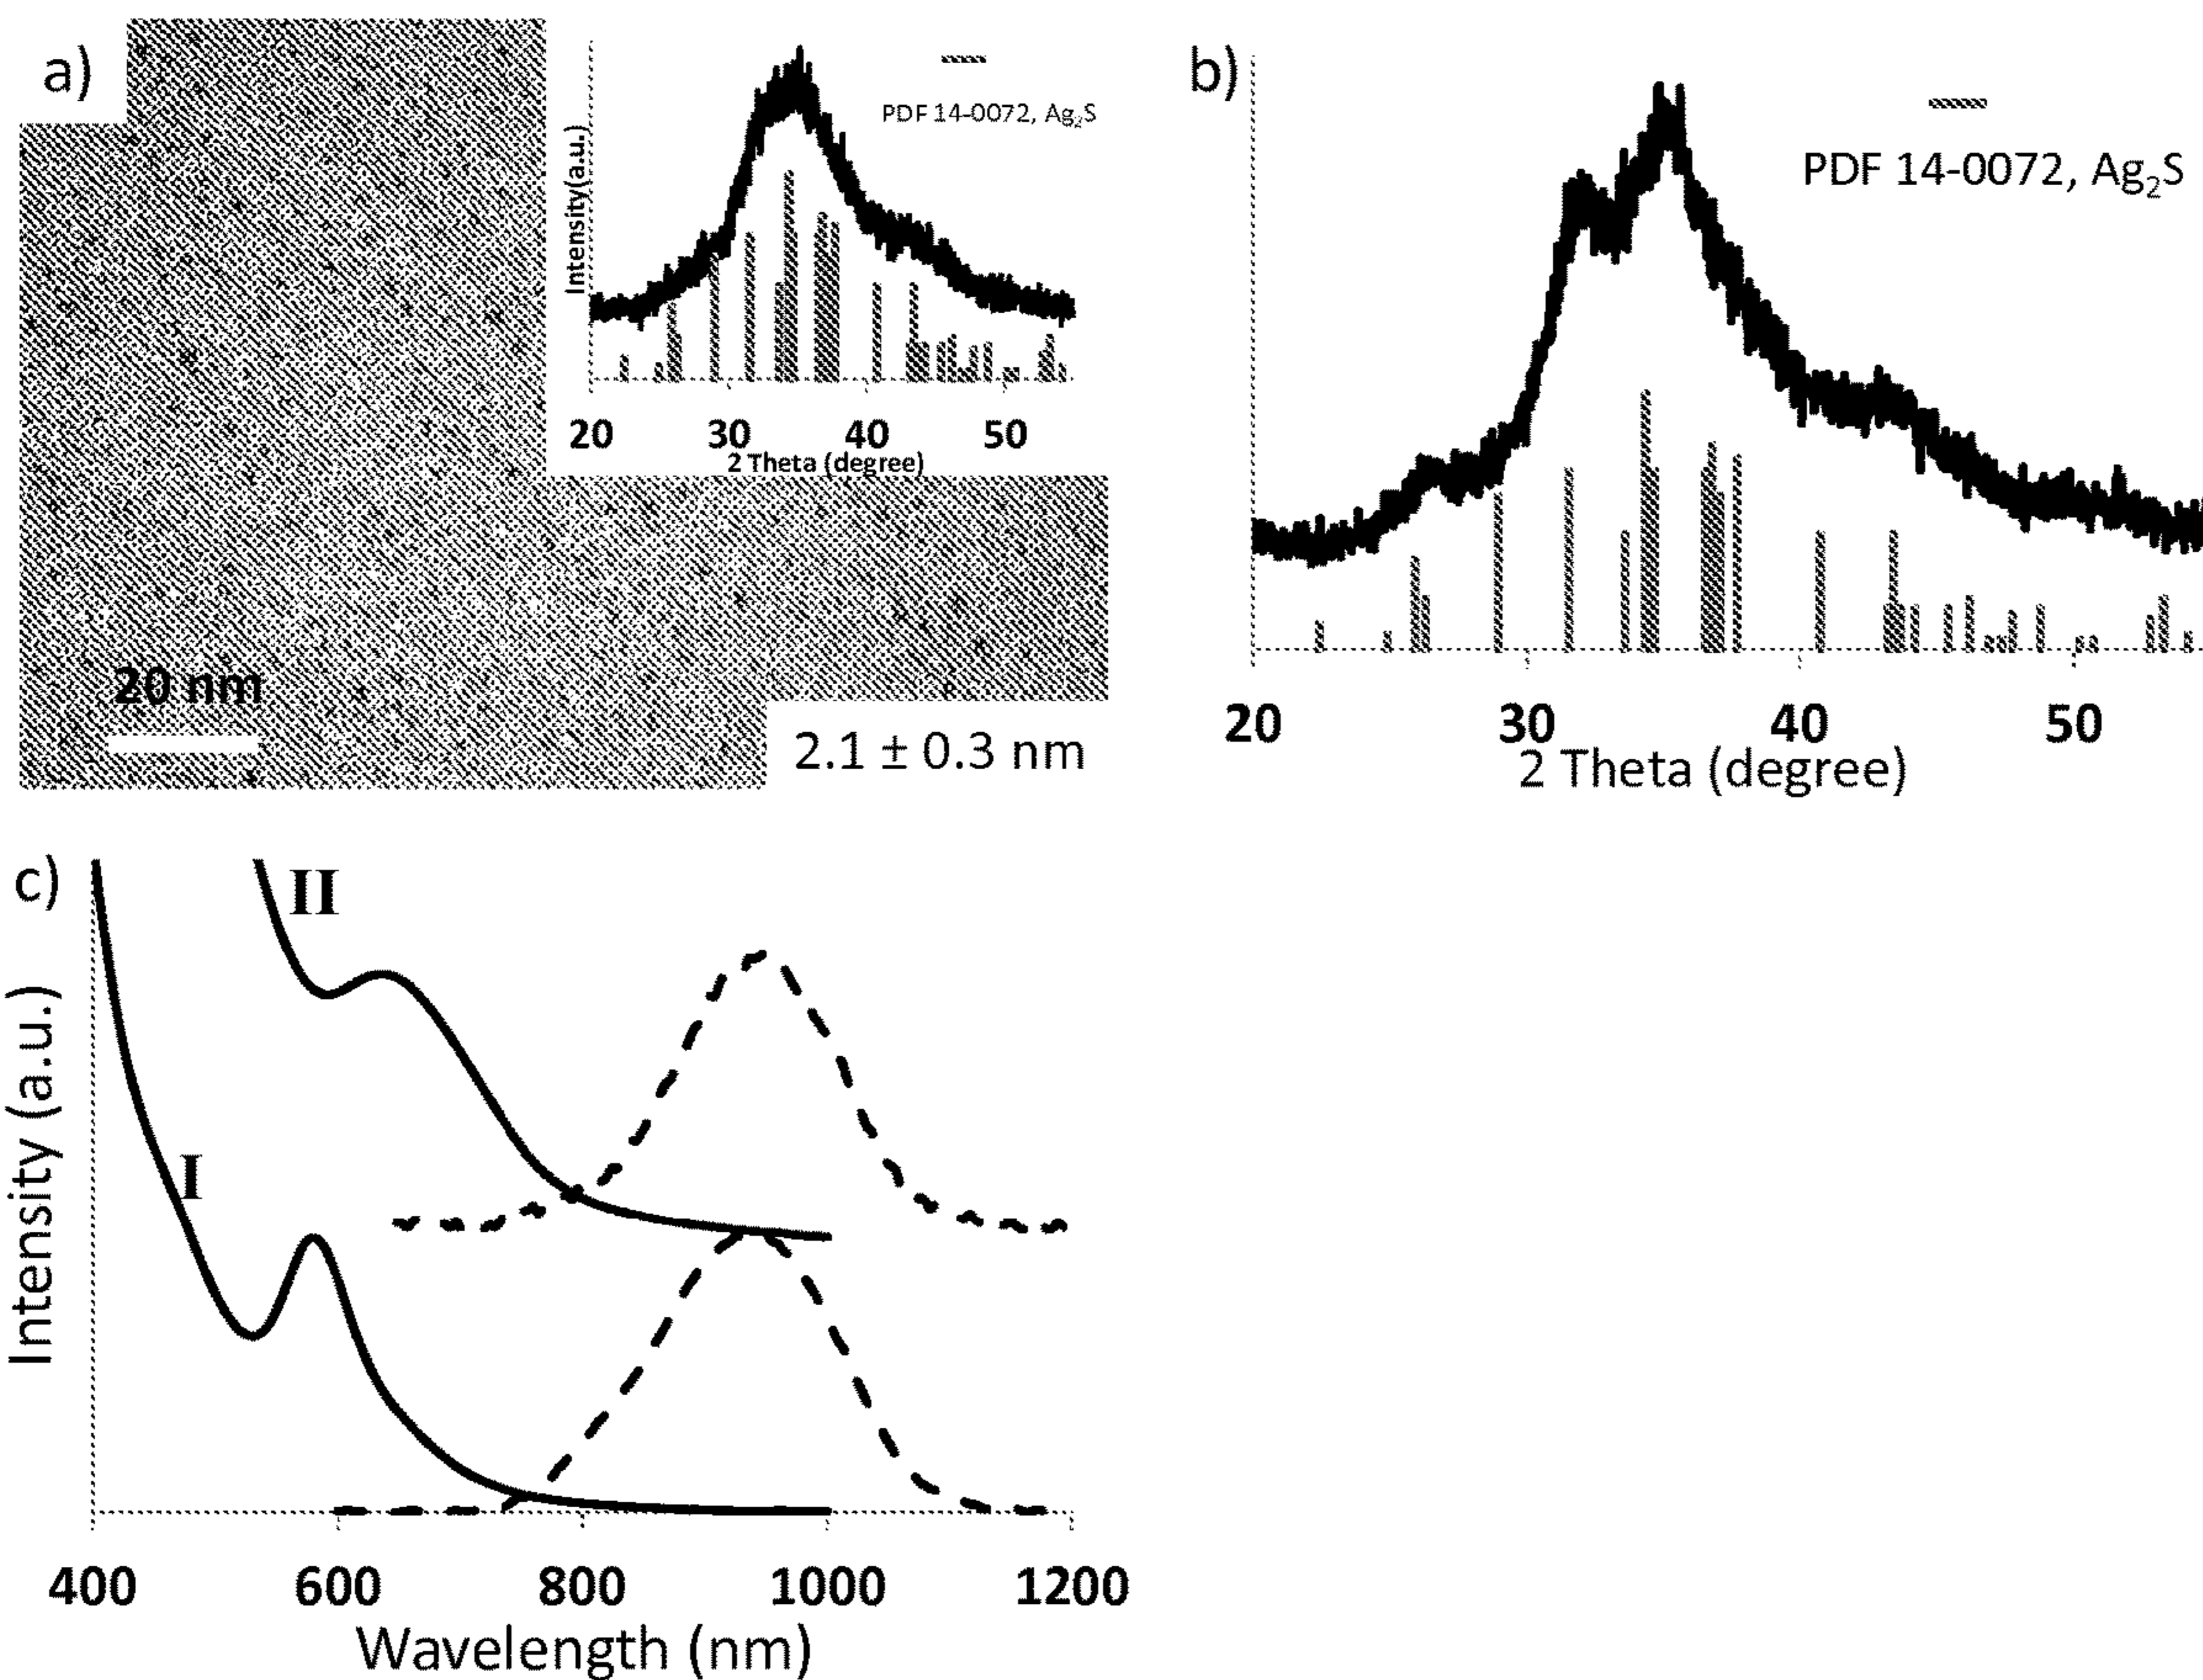 a)
Intensity(a.u.)
PDF 14-0072, Ag₂S
20 30 40 50
2 Theta (degree)
20 nm
2.1 ± 0.3 nm
b)
PDF 14-0072, Ag₂S
20 30 40 50
2 Theta (degree)
c)
II
I
Intensity (a.u.)
400 600 800 1000 1200
Wavelength (nm)